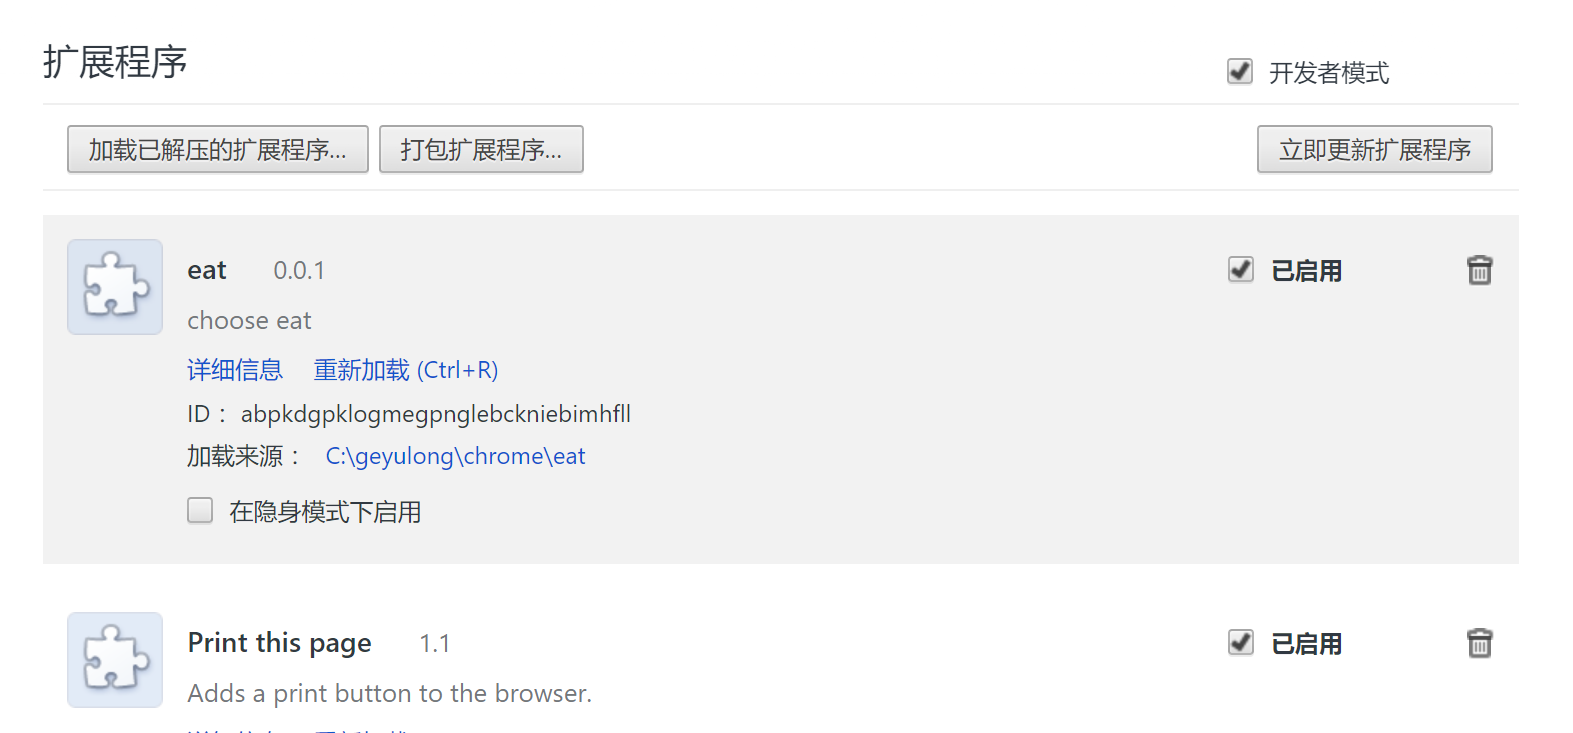 扩展程序
开发者模式
加载已解压的扩展程序... 打包扩展程序... 立即更新扩展程序
eat 0.0.1 已启用
choose eat
详细信息 重新加载 (Ctrl+R)
ID： abpkdgpklogmegpnglebckniebimhfll
加载来源： C:\geyulong\chrome\eat
在隐身模式下启用
Print this page 1.1 已启用
Adds a print button to the browser.